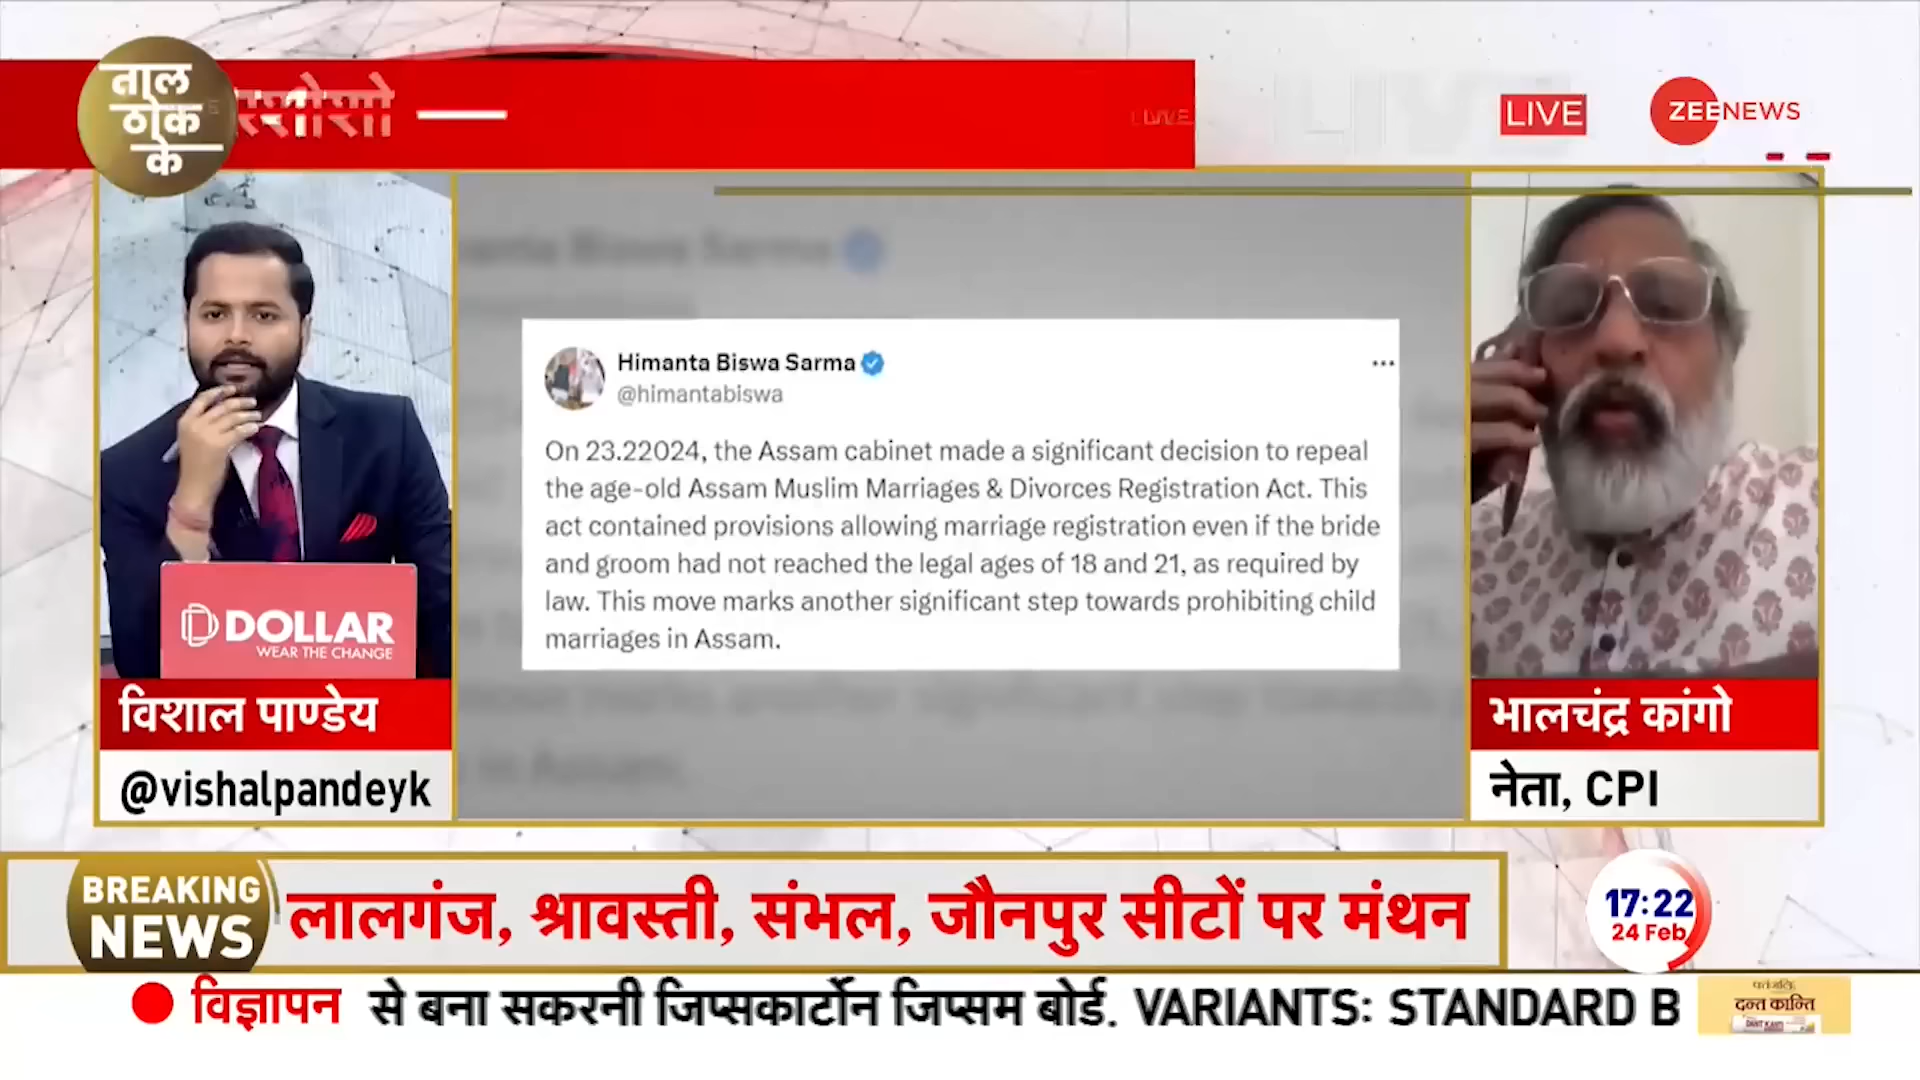 ताल
ठोक
के
LIVE
LIVE
ZEENEWS
Himanta Biswa Sarma
@himantabiswa
On 23.22024, the Assam cabinet made a significant decision to repeal
the age-old Assam Muslim Marriages & Divorces Registration Act. This
act contained provisions allowing marriage registration even if the bride
and groom had not reached the legal ages of 18 and 21, as required by
law. This move marks another significant step towards prohibiting child
marriages in Assam.
DOLLAR
WEAR THE CHANGE
विशाल पाण्डेय
@vishalpandeyk
भालचंद्र कांगो
नेता, CPI
BREAKING
NEWS
लालगंज, श्रावस्ती, संभल, जौनपुर सीटों पर मंथन
17:22
24 Feb
विज्ञापन
से बना सकरनी जिप्सकार्टोन जिप्सम बोर्ड. VARIANTS: STANDARD B
पतंजलि
दन्त कान्ति